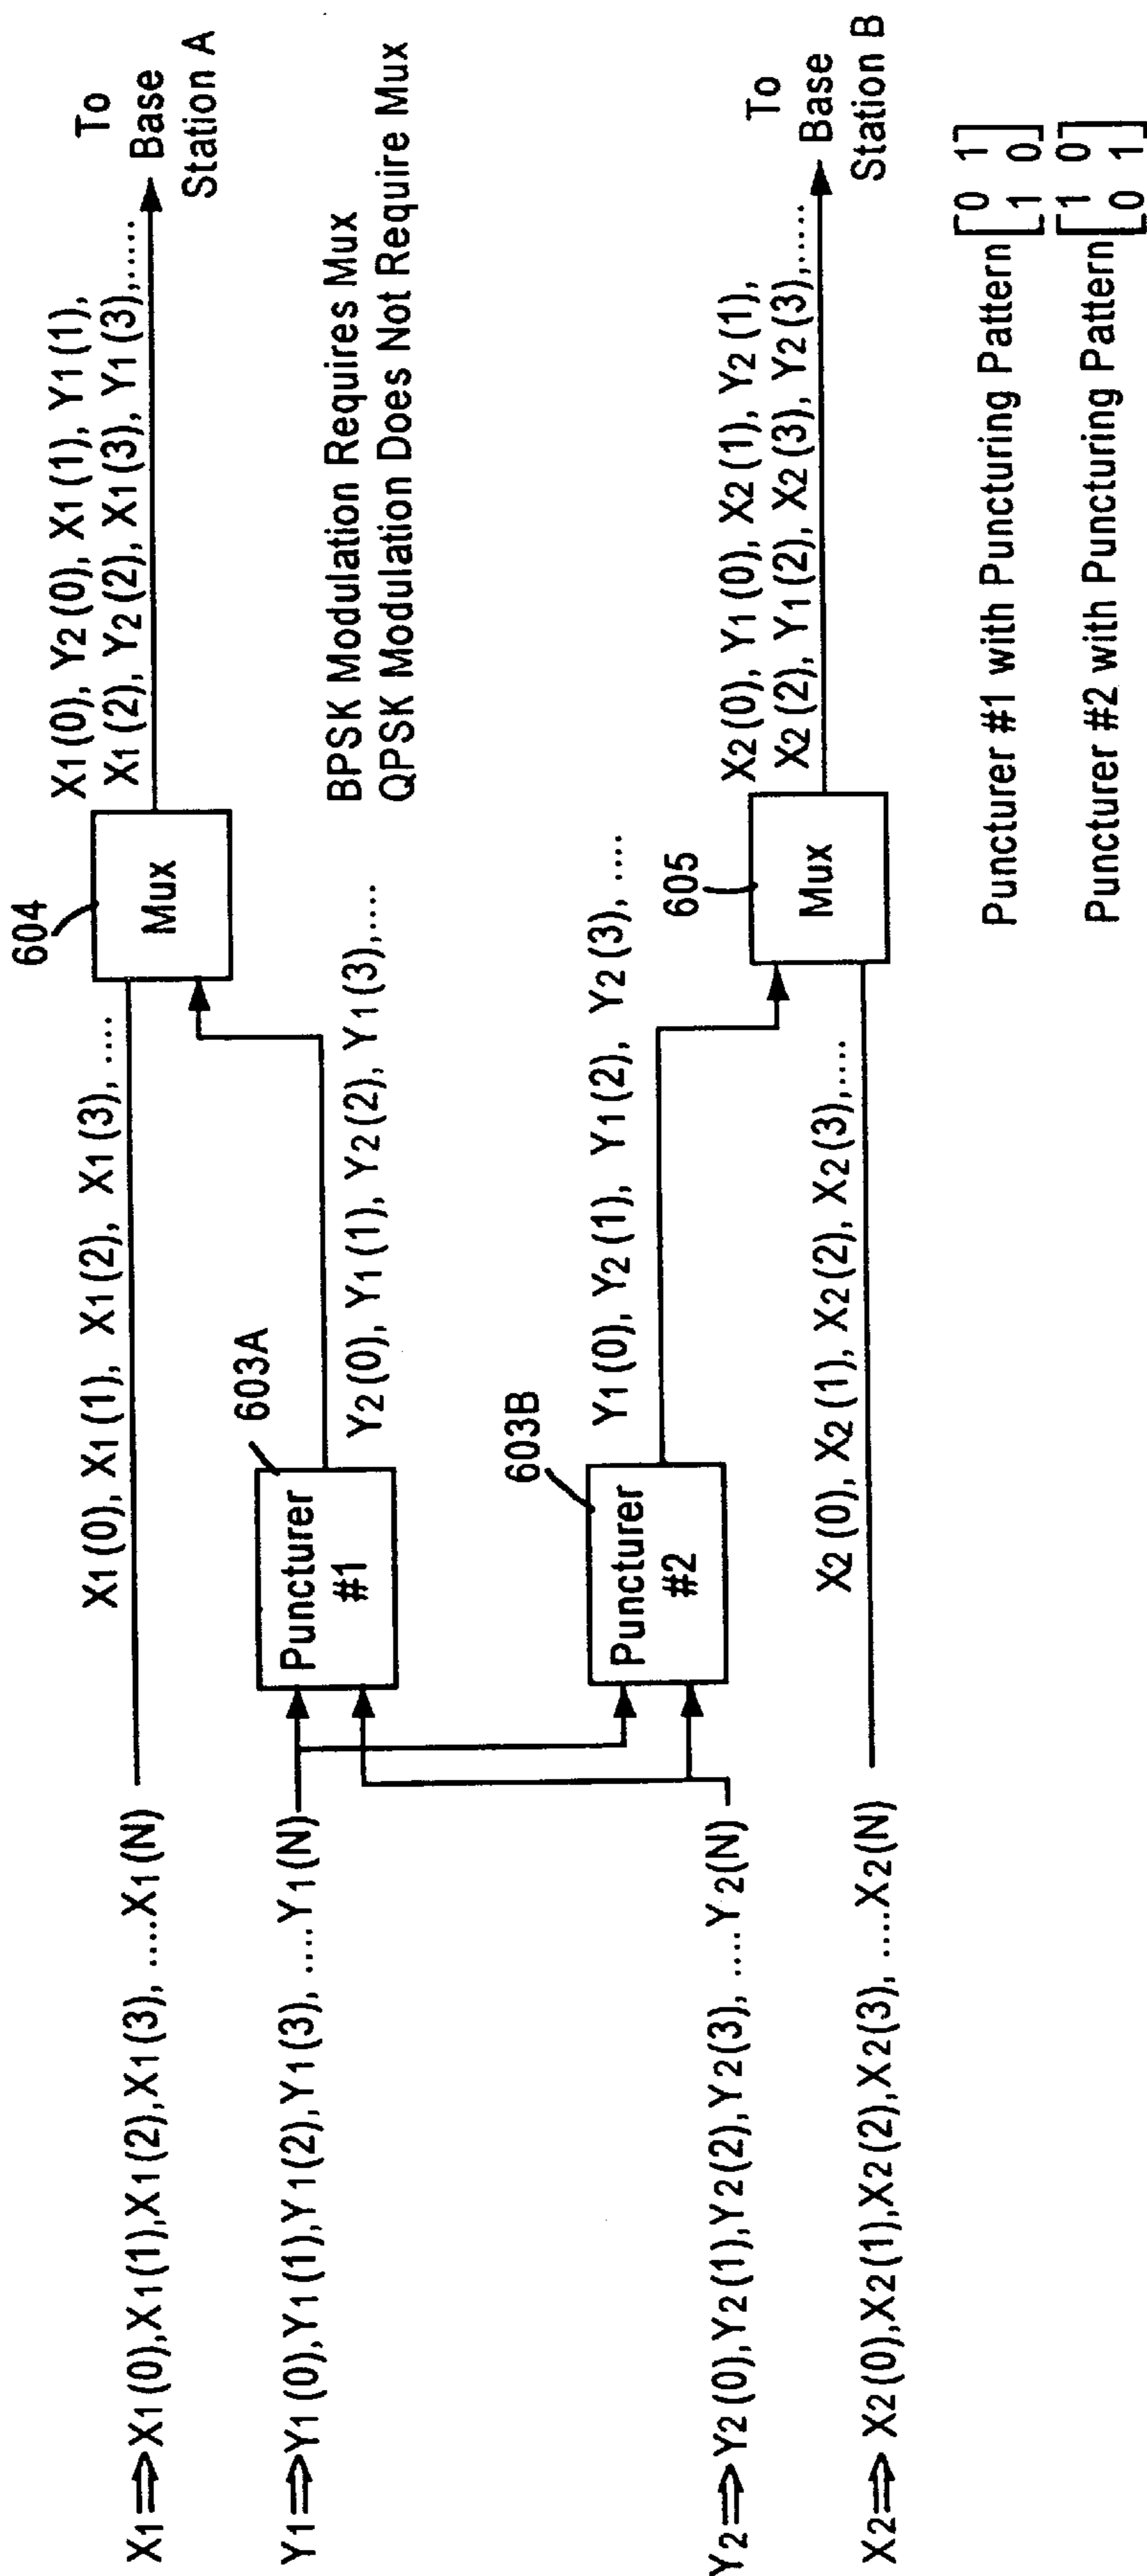 X1⇒X1(0),X1(1),X1(2),X1(3), ....X1(N)
X1(0), X1(1), X1(2), X1(3), ....
604
Mux
X1(0), Y2(0), X1(1), Y1(1),
X1(2), Y2(2), X1(3), Y1(3),.....
To
Base
Station A
Y1⇒Y1(0),Y1(1),Y1(2),Y1(3), ....Y1(N)
603A
Puncturer
#1
Y2(0), Y1(1), Y2(2), Y1(3),....
BPSK Modulation Requires Mux
QPSK Modulation Does Not Require Mux
603B
Puncturer
#2
Y1(0), Y2(1), Y1(2), Y2(3), ....
Y2⇒Y2(0),Y2(1),Y2(2),Y2(3), ....Y2(N)
605
Mux
X2(0), Y1(0), X2(1), Y2(1),
X2(2), Y1(2), X2(3), Y2(3),.....
To
Base
Station B
X2⇒ X2(0),X2(1),X2(2),X2(3), ....X2(N)
X2(0), X2(1), X2(2), X2(3),....
Puncturer #1 with Puncturing Pattern [0 1
1 0]
Puncturer #2 with Puncturing Pattern [1 0
0 1]